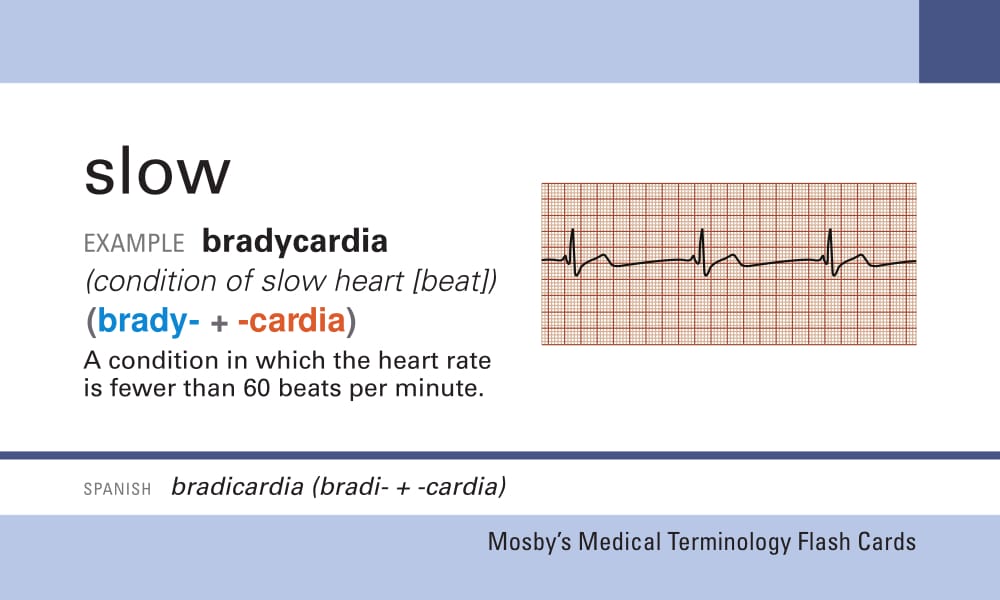 slow
EXAMPLE bradycardia
(condition of slow heart [beat])
(brady- + -cardia)
A condition in which the heart rate
is fewer than 60 beats per minute.
SPANISH bradicardia (bradi- + -cardia)
Mosby's Medical Terminology Flash Cards